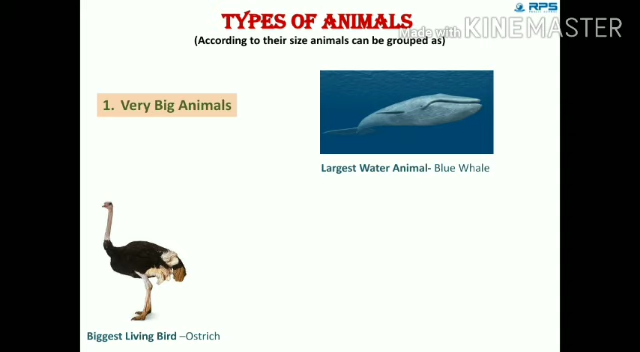 RPS
TYPES OF ANIMALS
Made with KINEMASTER
(According to their size animals can be grouped as)
1. Very Big Animals
Largest Water Animal- Blue Whale
Biggest Living Bird –Ostrich